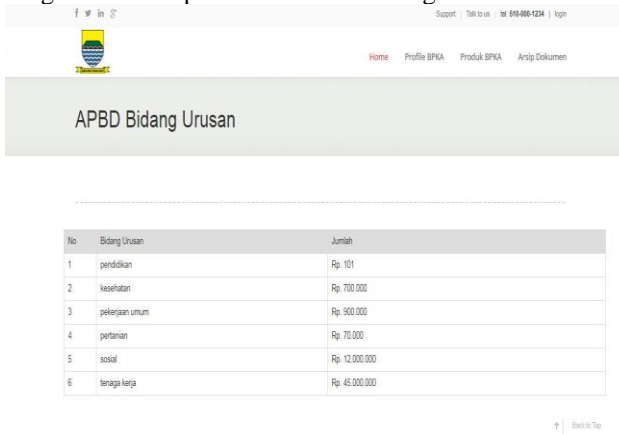 f in g
Support | Talk to us | tel. 510-000-1234 | login
Home Profile BPKA Produk BPKA Arsip Dokumen
APBD Bidang Urusan
No Bidang Urusan Jumlah
1 pendidikan Rp. 101
2 kesehatan Rp. 700.000
3 pekerjaan umum Rp. 900.000
4 pertanian Rp. 70.000
5 sosial Rp. 12.000.000
6 tenaga kerja Rp. 45.000.000
Back to Top